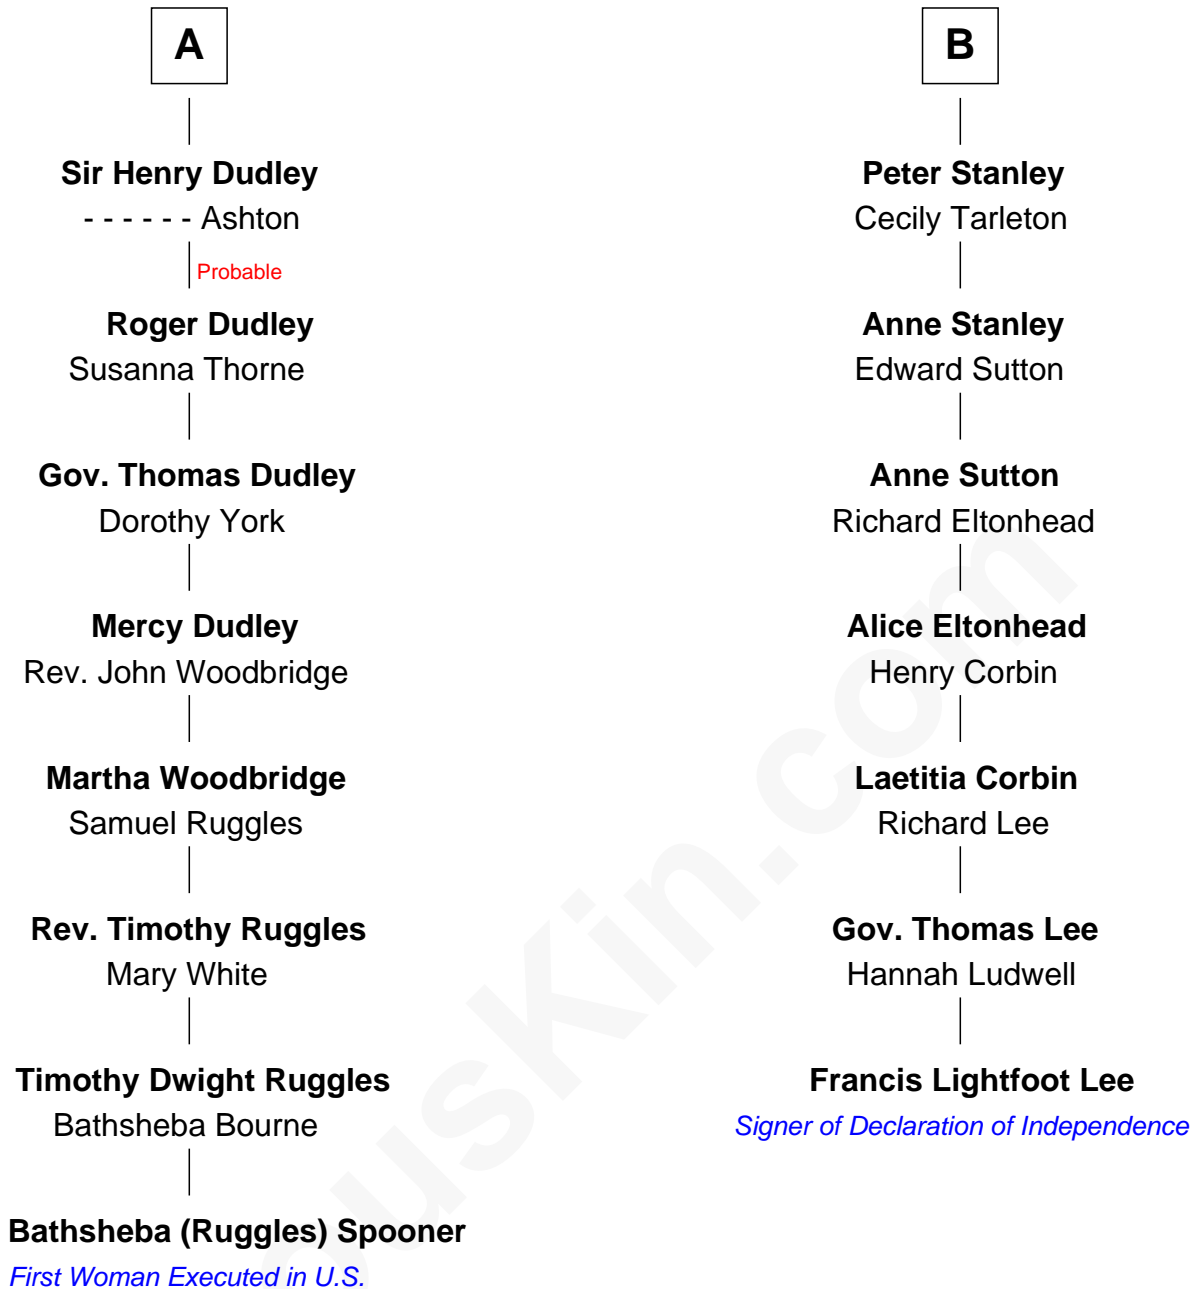 A
Sir Henry Dudley
- - - - - - Ashton
Probable
Roger Dudley
Susanna Thorne
Gov. Thomas Dudley
Dorothy York
Mercy Dudley
Rev. John Woodbridge
Martha Woodbridge
Samuel Ruggles
Rev. Timothy Ruggles
Mary White
Timothy Dwight Ruggles
Bathsheba Bourne
Bathsheba (Ruggles) Spooner
First Woman Executed in U.S.
B
Peter Stanley
Cecily Tarleton
Anne Stanley
Edward Sutton
Anne Sutton
Richard Eltonhead
Alice Eltonhead
Henry Corbin
Laetitia Corbin
Richard Lee
Gov. Thomas Lee
Hannah Ludwell
Francis Lightfoot Lee
Signer of Declaration of Independence
ousKin.com